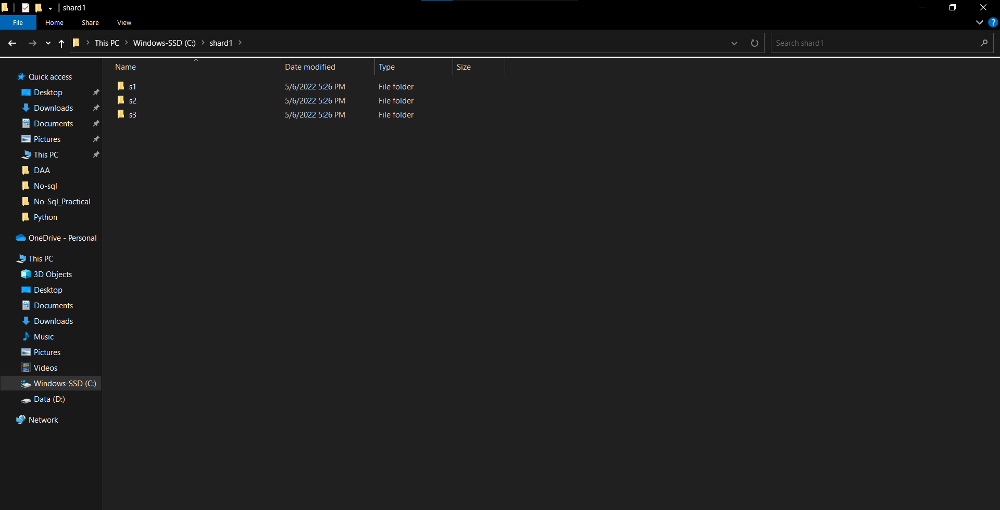 shard1
File Home Share View
This PC Windows-SSD (C:) shard1
Search shard1
Name Date modified Type Size
s1 5/6/2022 5:26 PM File folder
s2 5/6/2022 5:26 PM File folder
s3 5/6/2022 5:26 PM File folder
Quick access
Desktop
Downloads
Documents
Pictures
This PC
DAA
No-sql
No-Sql_Practical
Python
OneDrive - Personal
This PC
3D Objects
Desktop
Documents
Downloads
Music
Pictures
Videos
Windows-SSD (C:)
Data (D:)
Network